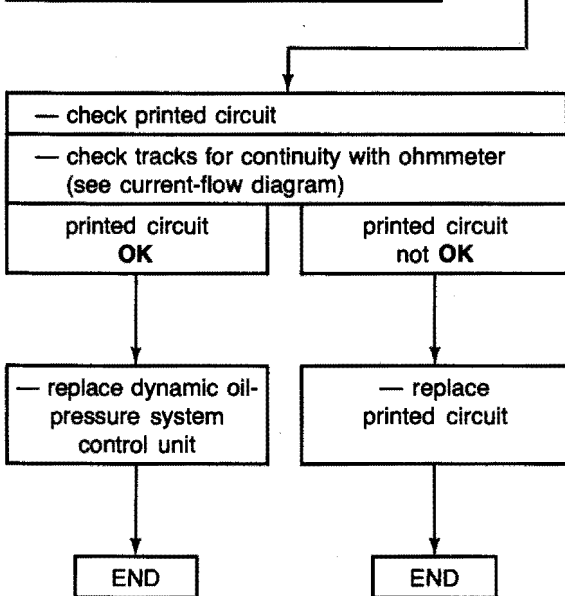 — check printed circuit
— check tracks for continuity with ohmmeter
(see current-flow diagram)
printed circuit
OK
printed circuit
not OK
— replace dynamic oil-
pressure system
control unit
— replace
printed circuit
END
END